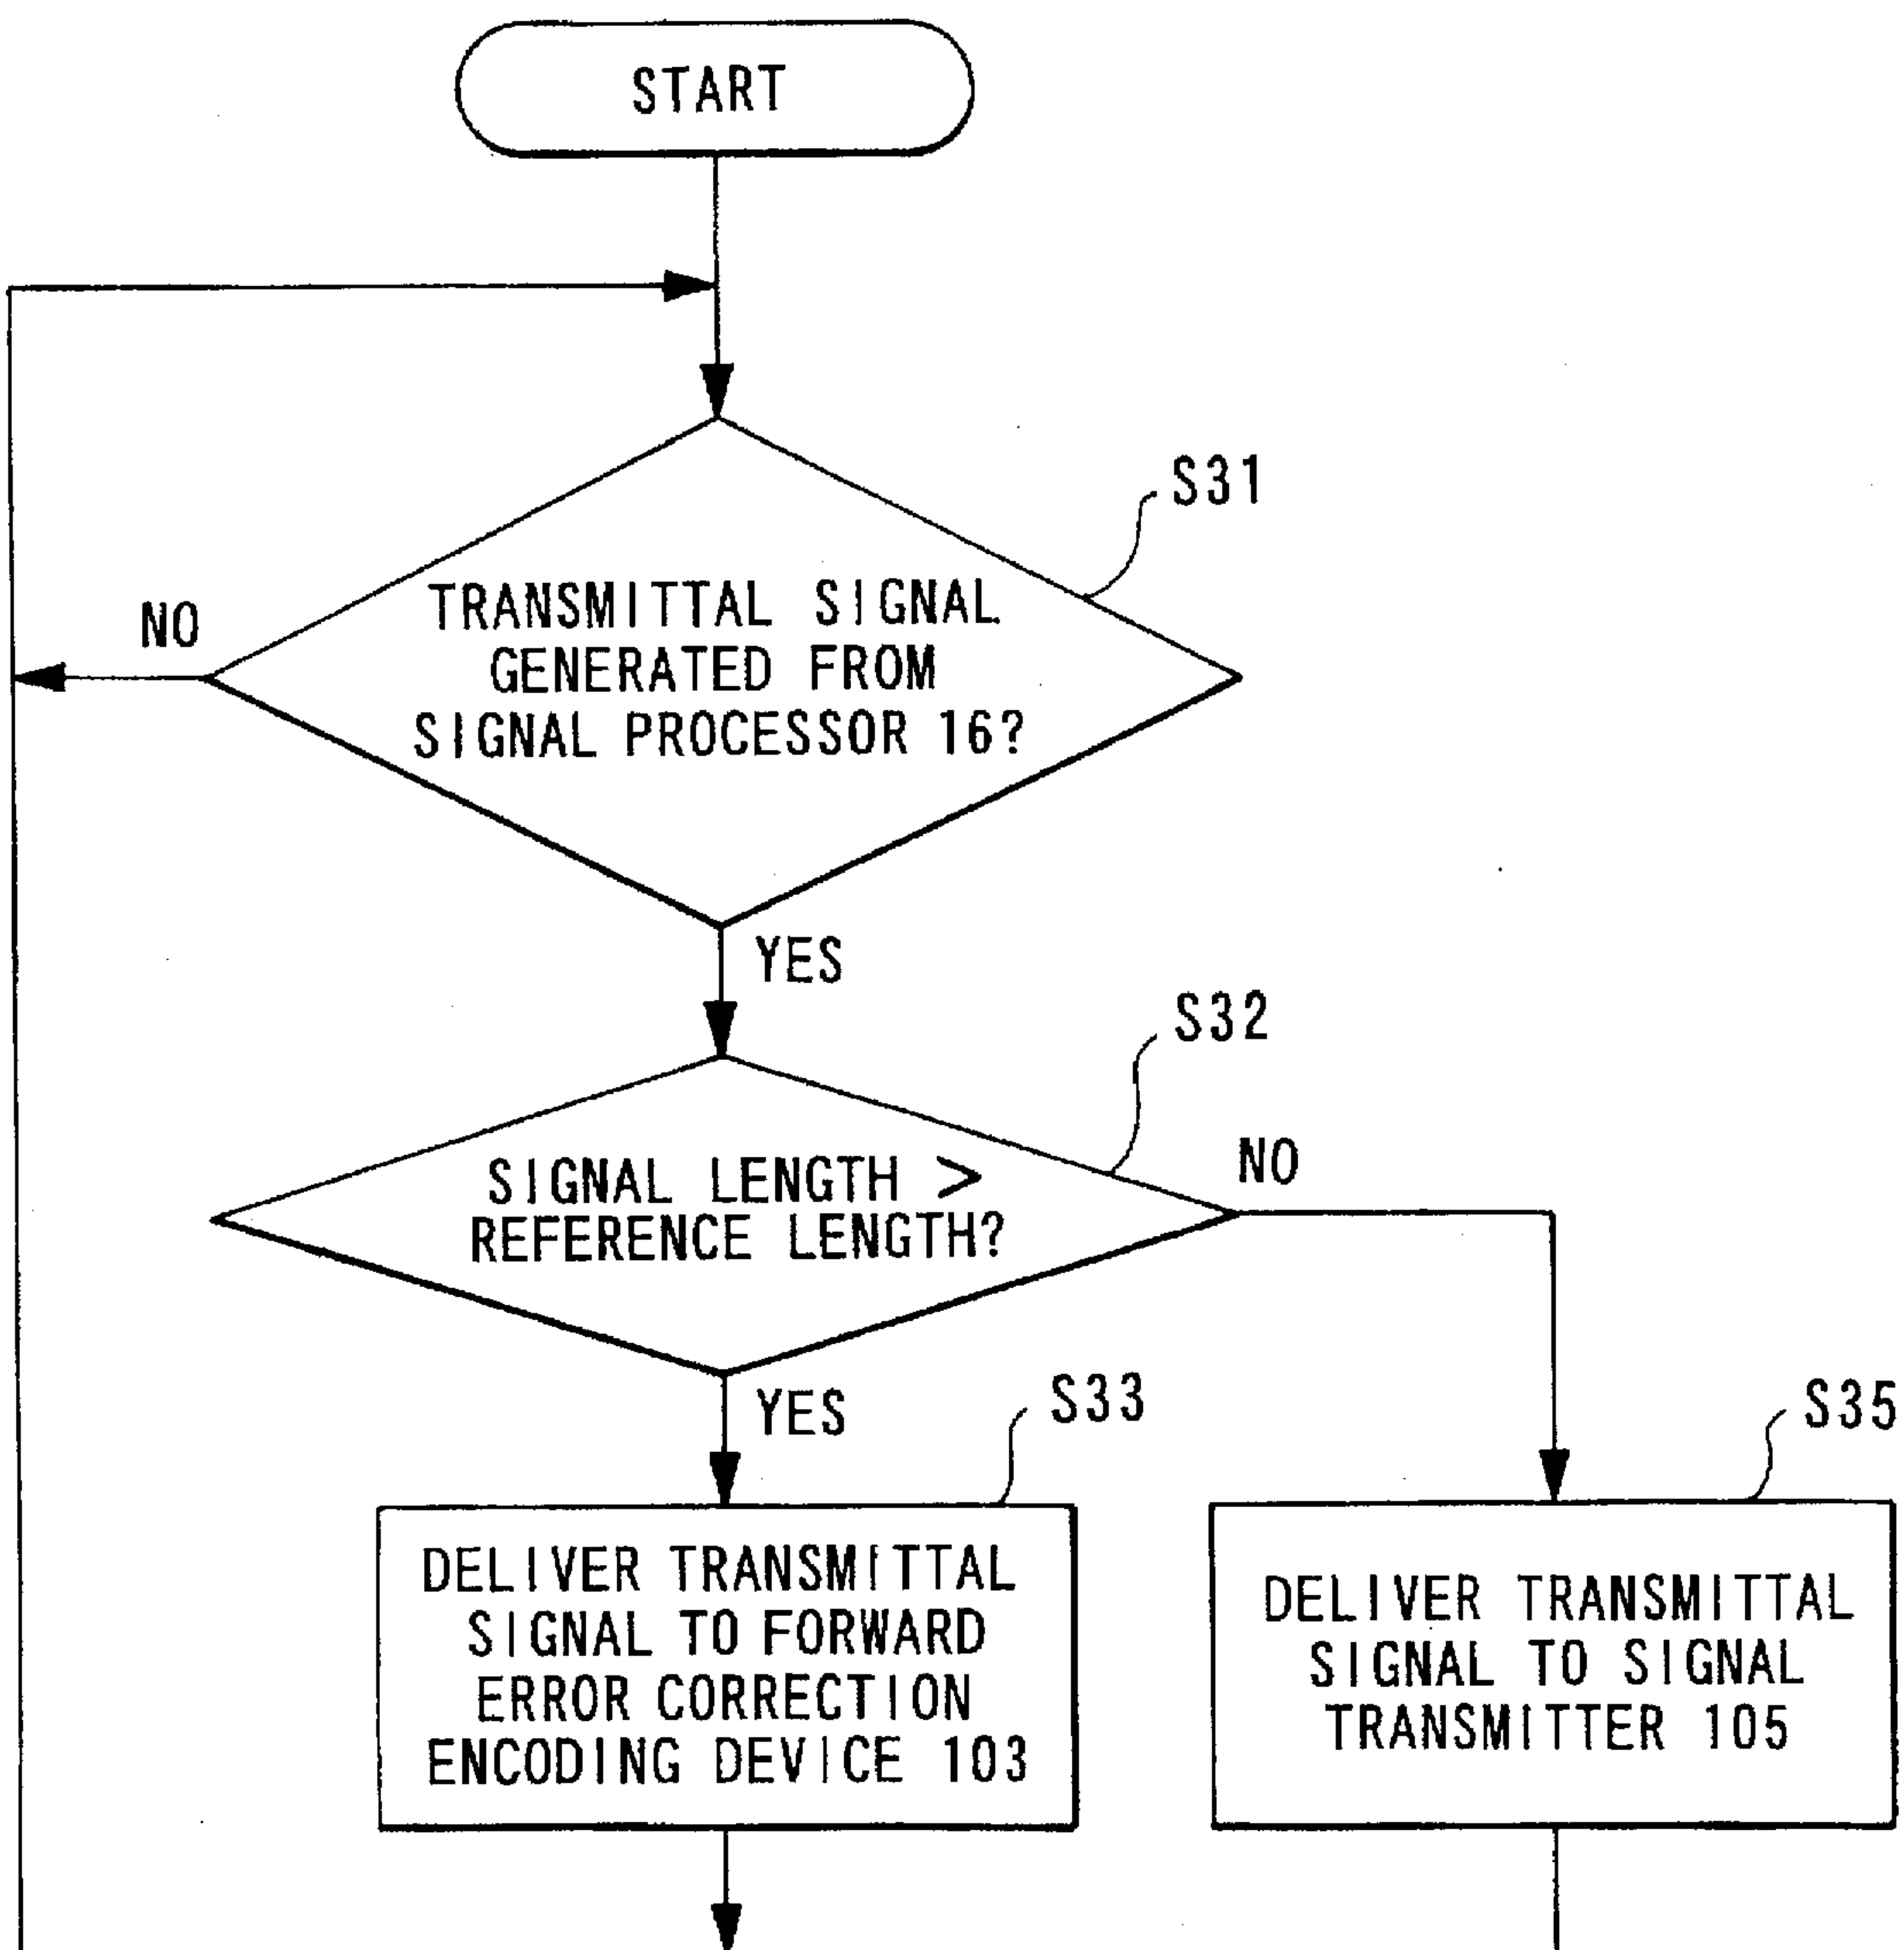 START
S31
TRANSMITTAL SIGNAL
GENERATED FROM
SIGNAL PROCESSOR 16?
NO
YES
S32
SIGNAL LENGTH >
REFERENCE LENGTH?
NO
YES
S33
S35
DELIVER TRANSMITTAL
SIGNAL TO FORWARD
ERROR CORRECTION
ENCODING DEVICE 103
DELIVER TRANSMITTAL
SIGNAL TO SIGNAL
TRANSMITTER 105